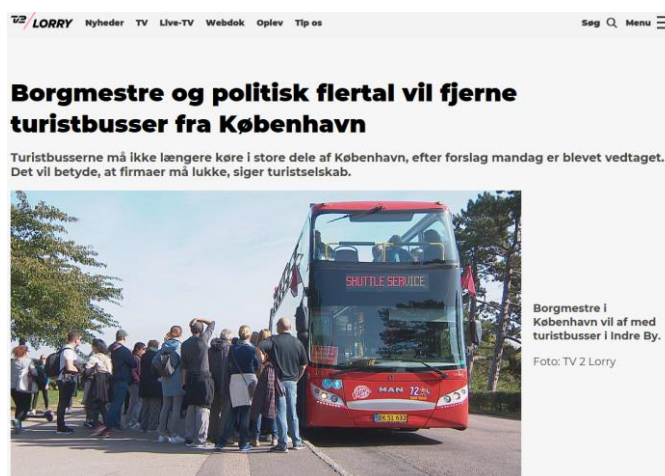 TV2/LORRY Nyheder TV Live-TV Webdok Oplev Tip os Søg Menu
Borgmestre og politisk flertal vil fjerne
turistbusser fra København
Turistbusserne må ikke længere køre i store dele af København, efter forslag mandag er blevet vedtaget.
Det vil betyde, at firmaer må lukke, siger turistselskab.
SHUTTLE SERVICE
MAN
Borgmestre i
København vil af med
turistbusser i Indre By.
Foto: TV 2 Lorry